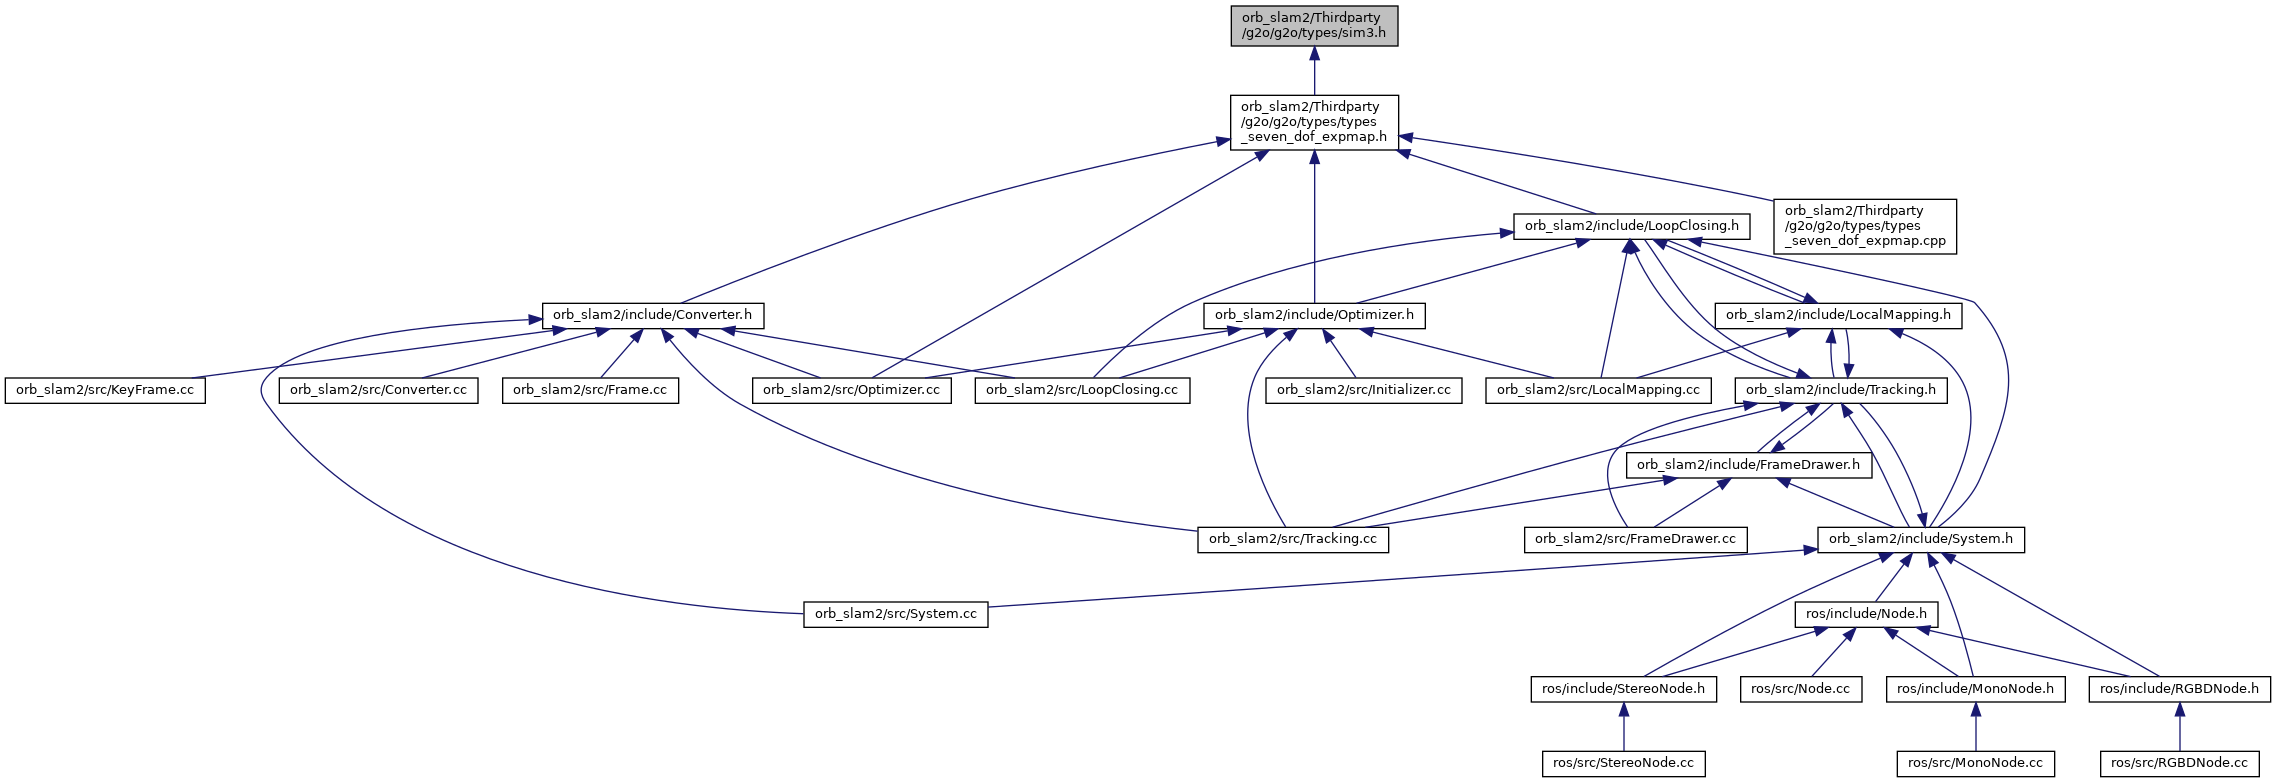 orb_slam2/Thirdparty
/g2o/g2o/types/sim3.h
orb_slam2/Thirdparty
/g2o/g2o/types/types
_seven_dof_expmap.h
orb_slam2/include/LoopClosing.h
orb_slam2/Thirdparty
/g2o/g2o/types/types
_seven_dof_expmap.cpp
orb_slam2/include/Converter.h
orb_slam2/include/Optimizer.h
orb_slam2/include/LocalMapping.h
orb_slam2/src/KeyFrame.cc
orb_slam2/src/Converter.cc
orb_slam2/src/Frame.cc
orb_slam2/src/Optimizer.cc
orb_slam2/src/LoopClosing.cc
orb_slam2/src/Initializer.cc
orb_slam2/src/LocalMapping.cc
orb_slam2/include/Tracking.h
orb_slam2/include/FrameDrawer.h
orb_slam2/src/Tracking.cc
orb_slam2/src/FrameDrawer.cc
orb_slam2/include/System.h
orb_slam2/src/System.cc
ros/include/Node.h
ros/include/StereoNode.h
ros/src/Node.cc
ros/include/MonoNode.h
ros/include/RGBDNode.h
ros/src/StereoNode.cc
ros/src/MonoNode.cc
ros/src/RGBDNode.cc